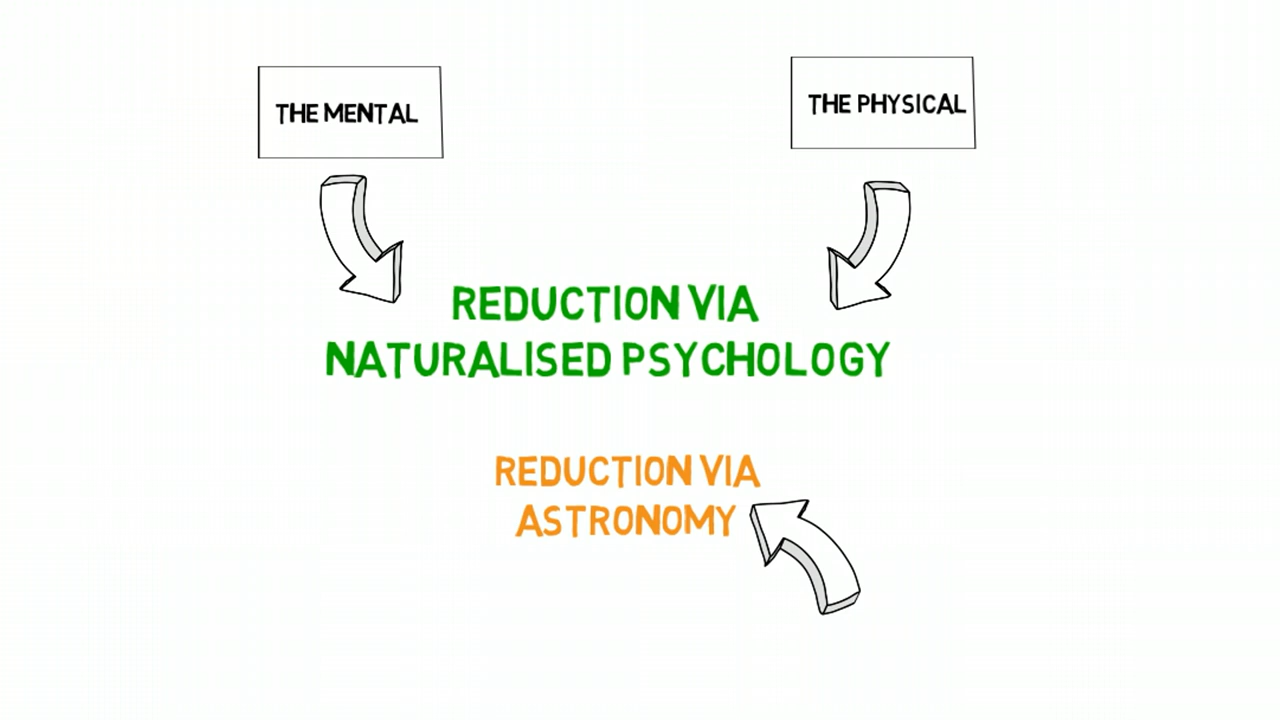 THE MENTAL
THE PHYSICAL
REDUCTION VIA
NATURALISED PSYCHOLOGY
REDUCTION VIA
ASTRONOMY